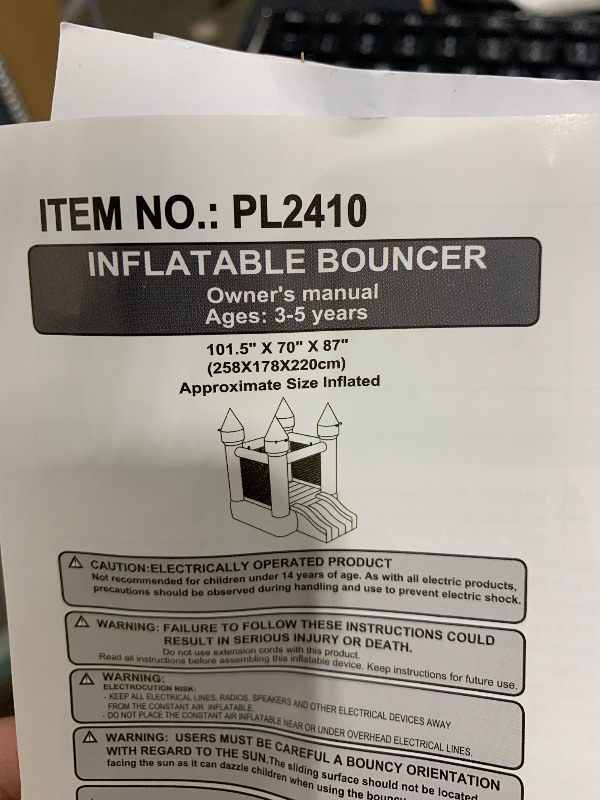 ITEM NO.: PL2410
INFLATABLE BOUNCER
Owner's manual
Ages: 3-5 years
101.5" X 70" X 87"
(258X178X220cm)
Approximate Size Inflated
CAUTION:ELECTRICALLY OPERATED PRODUCT
Not recommended for children under 14 years of age. As with all electric products,
precautions should be observed during handling and use to prevent electric shock.
WARNING: FAILURE TO FOLLOW THESE INSTRUCTIONS COULD
RESULT IN SERIOUS INJURY OR DEATH.
Do not use extension cords with this product.
Read all instructions before assembling this inflatable device. Keep instructions for future use.
WARNING:
ELECTROCUTION RISK:
- KEEP ALL ELECTRICAL LINES, RADIOS, SPEAKERS AND OTHER ELECTRICAL DEVICES AWAY
FROM THE CONSTANT AIR INFLATABLE.
- DO NOT PLACE THE CONSTANT AIR INFLATABLE NEAR OR UNDER OVERHEAD ELECTRICAL LINES.
WARNING: USERS MUST BE CAREFUL A BOUNCY ORIENTATION
WITH REGARD TO THE SUN.The sliding surface should not be located
facing the sun as it can dazzle children when using the